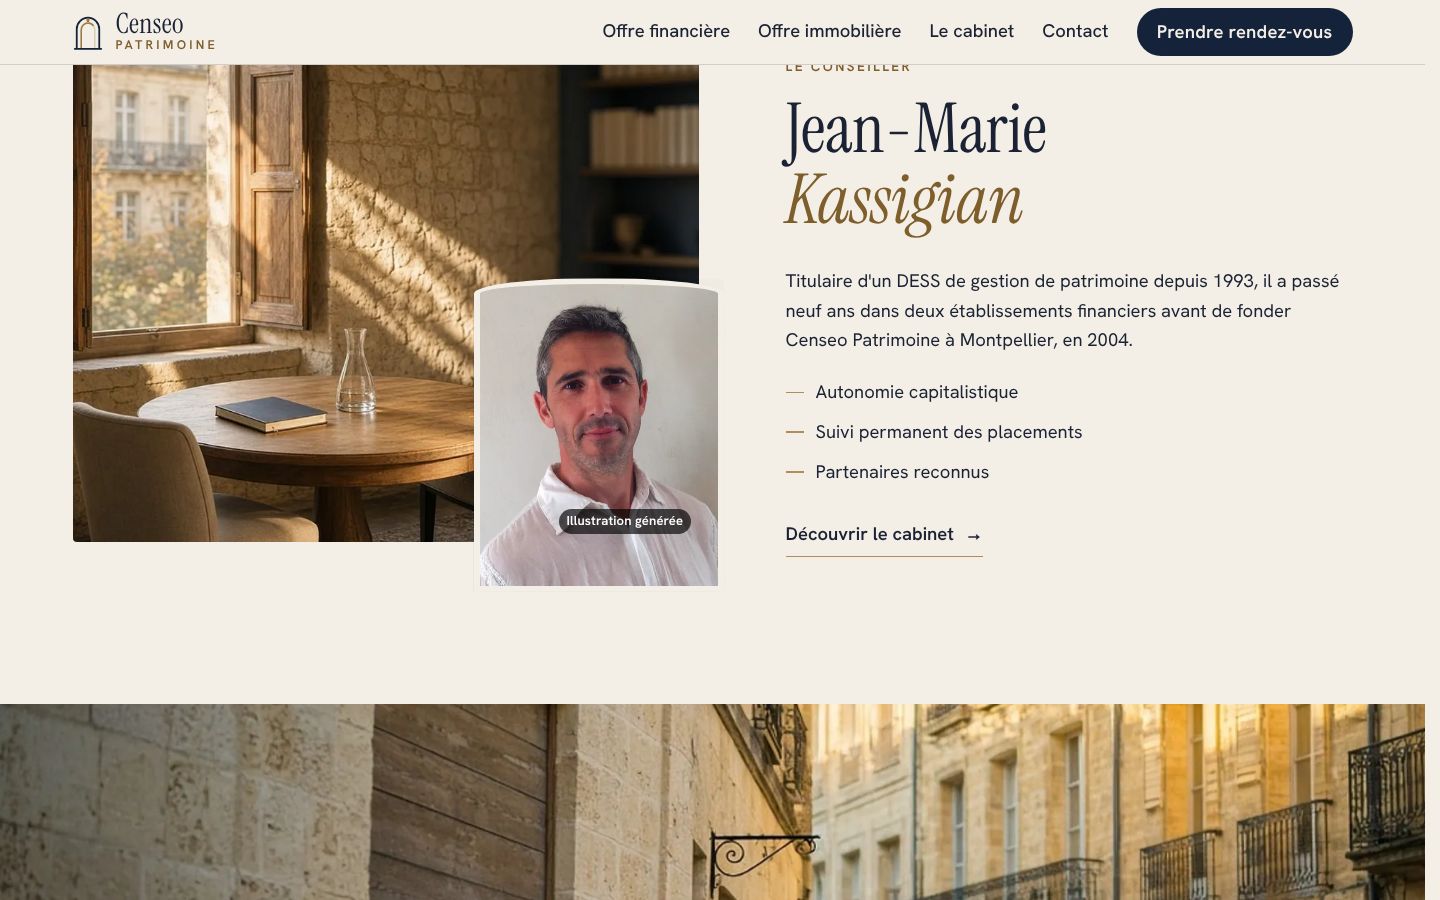 Censeo
PATRIMOINE
Offre financière
Offre immobilière
Le cabinet
Contact
Prendre rendez-vous
LE CONSEILLER
Jean-Marie
Kassigian
Titulaire d'un DESS de gestion de patrimoine depuis 1993, il a passé
neuf ans dans deux établissements financiers avant de fonder
Censeo Patrimoine à Montpellier, en 2004.
— Autonomie capitalistique
— Suivi permanent des placements
— Partenaires reconnus
Illustration générée
Découvrir le cabinet →